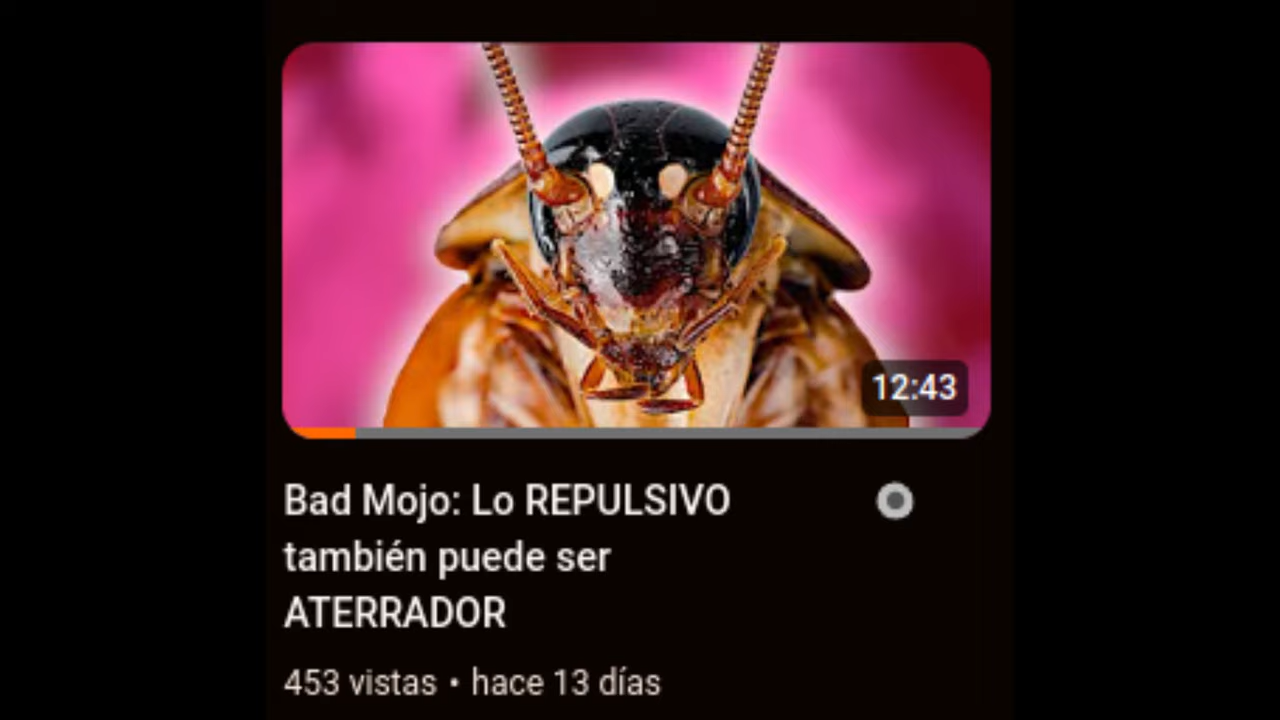 12:43
Bad Mojo: Lo REPULSIVO
también puede ser
ATERRADOR
453 vistas • hace 13 días